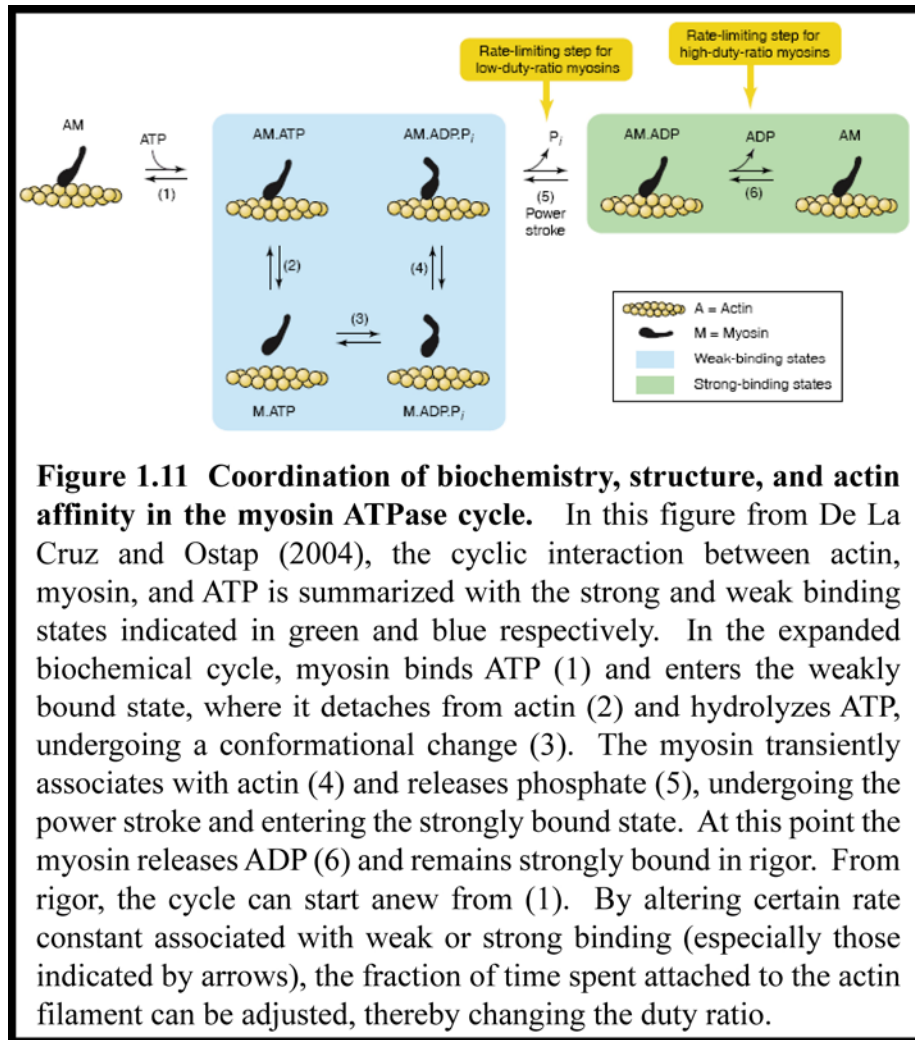 Rate-limiting step for
low-duty-ratio myosins
Rate-limiting step for
high-duty-ratio myosins
AM
ATP
(1)
AM.ATP
AM.ADP.Pi
Pi
(5)
Power
stroke
AM.ADP
ADP
(6)
AM
(2)
(4)
(3)
M.ATP
M.ADP.Pi
A = Actin
M = Myosin
Weak-binding states
Strong-binding states
Figure 1.11 Coordination of biochemistry, structure, and actin
affinity in the myosin ATPase cycle. In this figure from De La
Cruz and Ostap (2004), the cyclic interaction between actin,
myosin, and ATP is summarized with the strong and weak binding
states indicated in green and blue respectively. In the expanded
biochemical cycle, myosin binds ATP (1) and enters the weakly
bound state, where it detaches from actin (2) and hydrolyzes ATP,
undergoing a conformational change (3). The myosin transiently
associates with actin (4) and releases phosphate (5), undergoing the
power stroke and entering the strongly bound state. At this point the
myosin releases ADP (6) and remains strongly bound in rigor. From
rigor, the cycle can start anew from (1). By altering certain rate
constant associated with weak or strong binding (especially those
indicated by arrows), the fraction of time spent attached to the actin
filament can be adjusted, thereby changing the duty ratio.